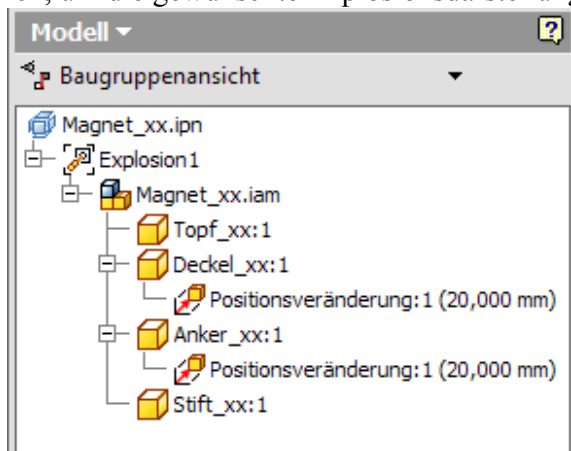 Modell
Baugruppenansicht
Magnet_xx.ipn
Explosion1
Magnet_xx.iam
Topf_xx:1
Deckel_xx:1
Positionsveränderung:1 (20,000 mm)
Anker_xx:1
Positionsveränderung:1 (20,000 mm)
Stift_xx:1